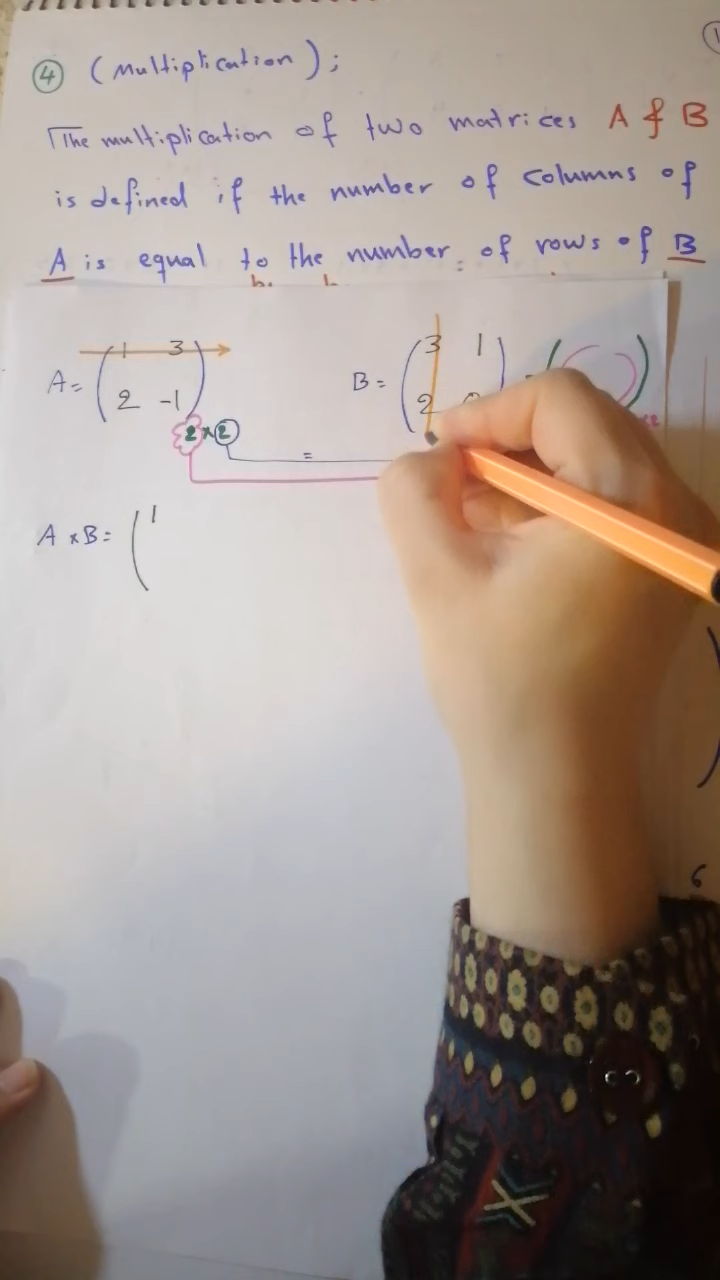 ④ (Multiplication);
The multiplication of two matrices A & B
is defined if the number of columns of
A is equal to the number of rows of B
A= (1 3 B= (3 1) = ( )
2 -1) 2
2×2 =
A×B= (1
6